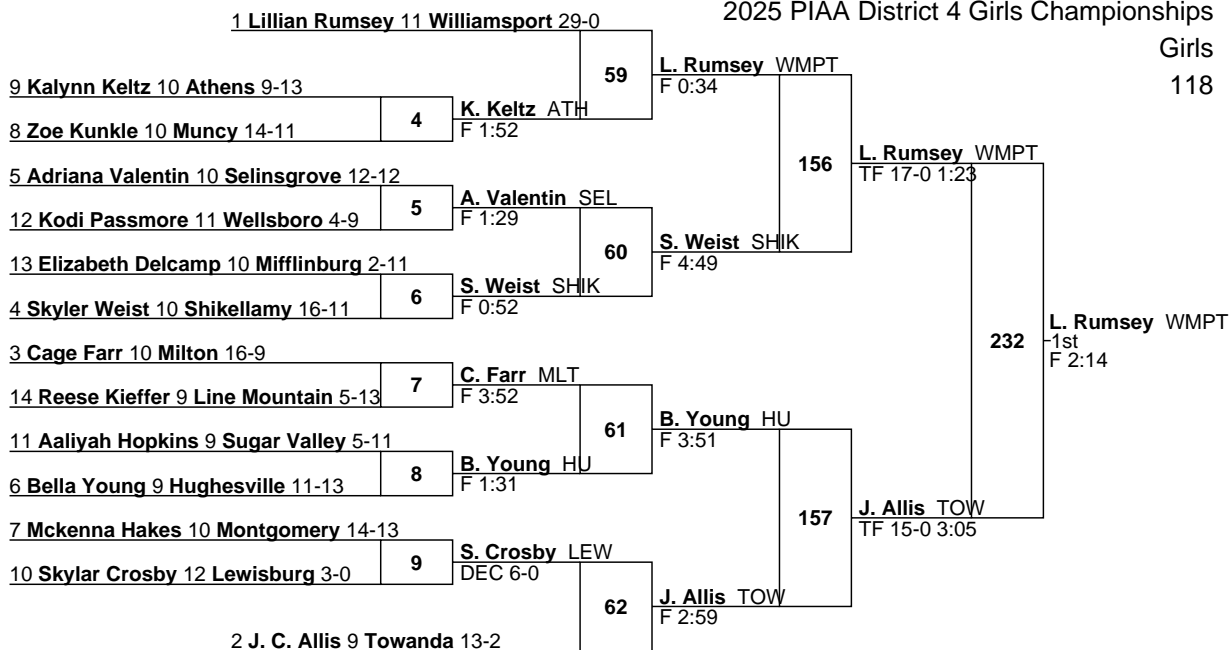 2025 PIAA District 4 Girls Championships
Girls
118
1 Lillian Rumsey 11 Williamsport 29-0
59
L. Rumsey WMPT
F 0:34
9 Kalynn Keltz 10 Athens 9-13
4
K. Keltz ATH
F 1:52
8 Zoe Kunkle 10 Muncy 14-11
156
L. Rumsey WMPT
TF 17-0 1:23
5 Adriana Valentin 10 Selinsgrove 12-12
5
A. Valentin SEL
F 1:29
12 Kodi Passmore 11 Wellsboro 4-9
60
S. Weist SHIK
F 4:49
13 Elizabeth Delcamp 10 Mifflinburg 2-11
6
S. Weist SHIK
F 0:52
4 Skyler Weist 10 Shikellamy 16-11
232
L. Rumsey WMPT
1st
F 2:14
3 Cage Farr 10 Milton 16-9
7
C. Farr MLT
F 3:52
14 Reese Kieffer 9 Line Mountain 5-13
61
B. Young HU
F 3:51
11 Aaliyah Hopkins 9 Sugar Valley 5-11
8
B. Young HU
F 1:31
6 Bella Young 9 Hughesville 11-13
157
J. Allis TOW
TF 15-0 3:05
7 Mckenna Hakes 10 Montgomery 14-13
9
S. Crosby LEW
DEC 6-0
10 Skylar Crosby 12 Lewisburg 3-0
62
J. Allis TOW
F 2:59
2 J. C. Allis 9 Towanda 13-2